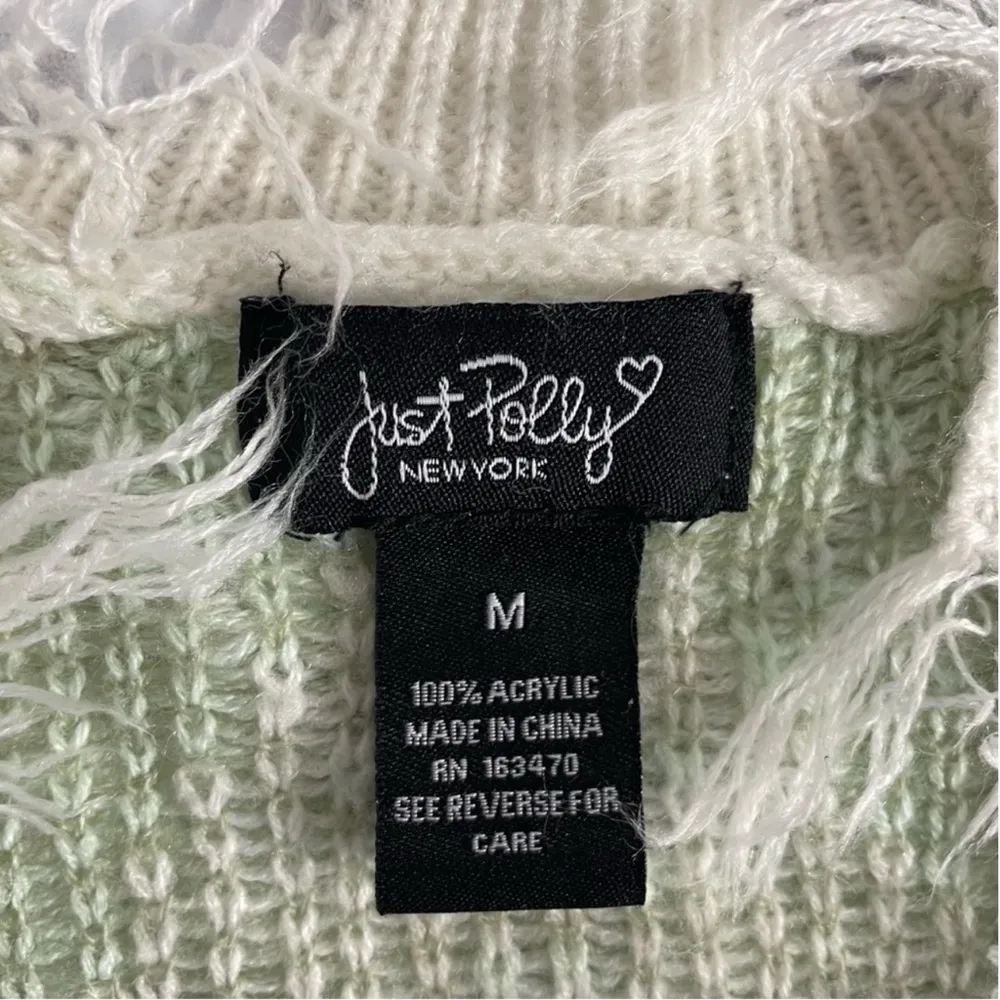 Just Polly
NEW YORK
M
100% ACRYLIC
MADE IN CHINA
RN 163470
SEE REVERSE FOR
CARE